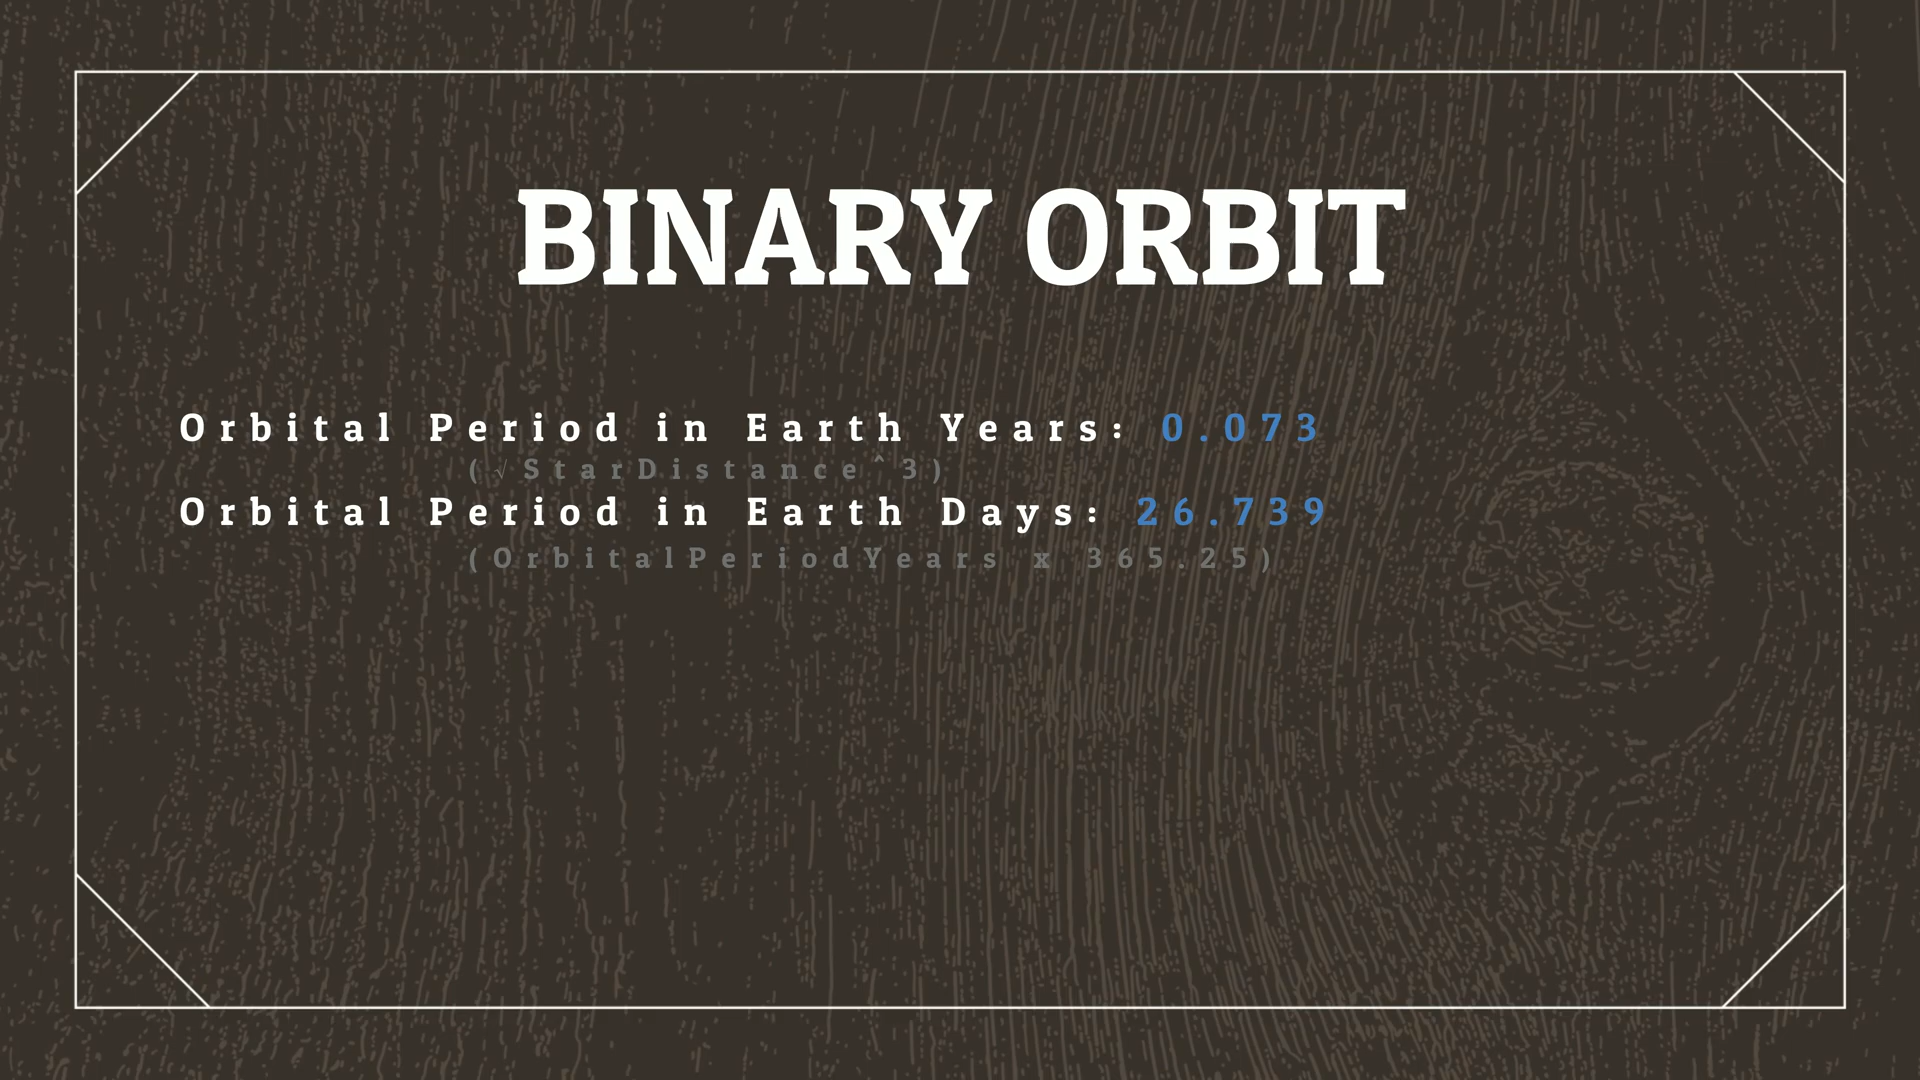 BINARY ORBIT
Orbital Period in Earth Years: 0.073
(√StarDistance^3)
Orbital Period in Earth Days: 26.739
(OrbitalPeriodYears x 365.25)